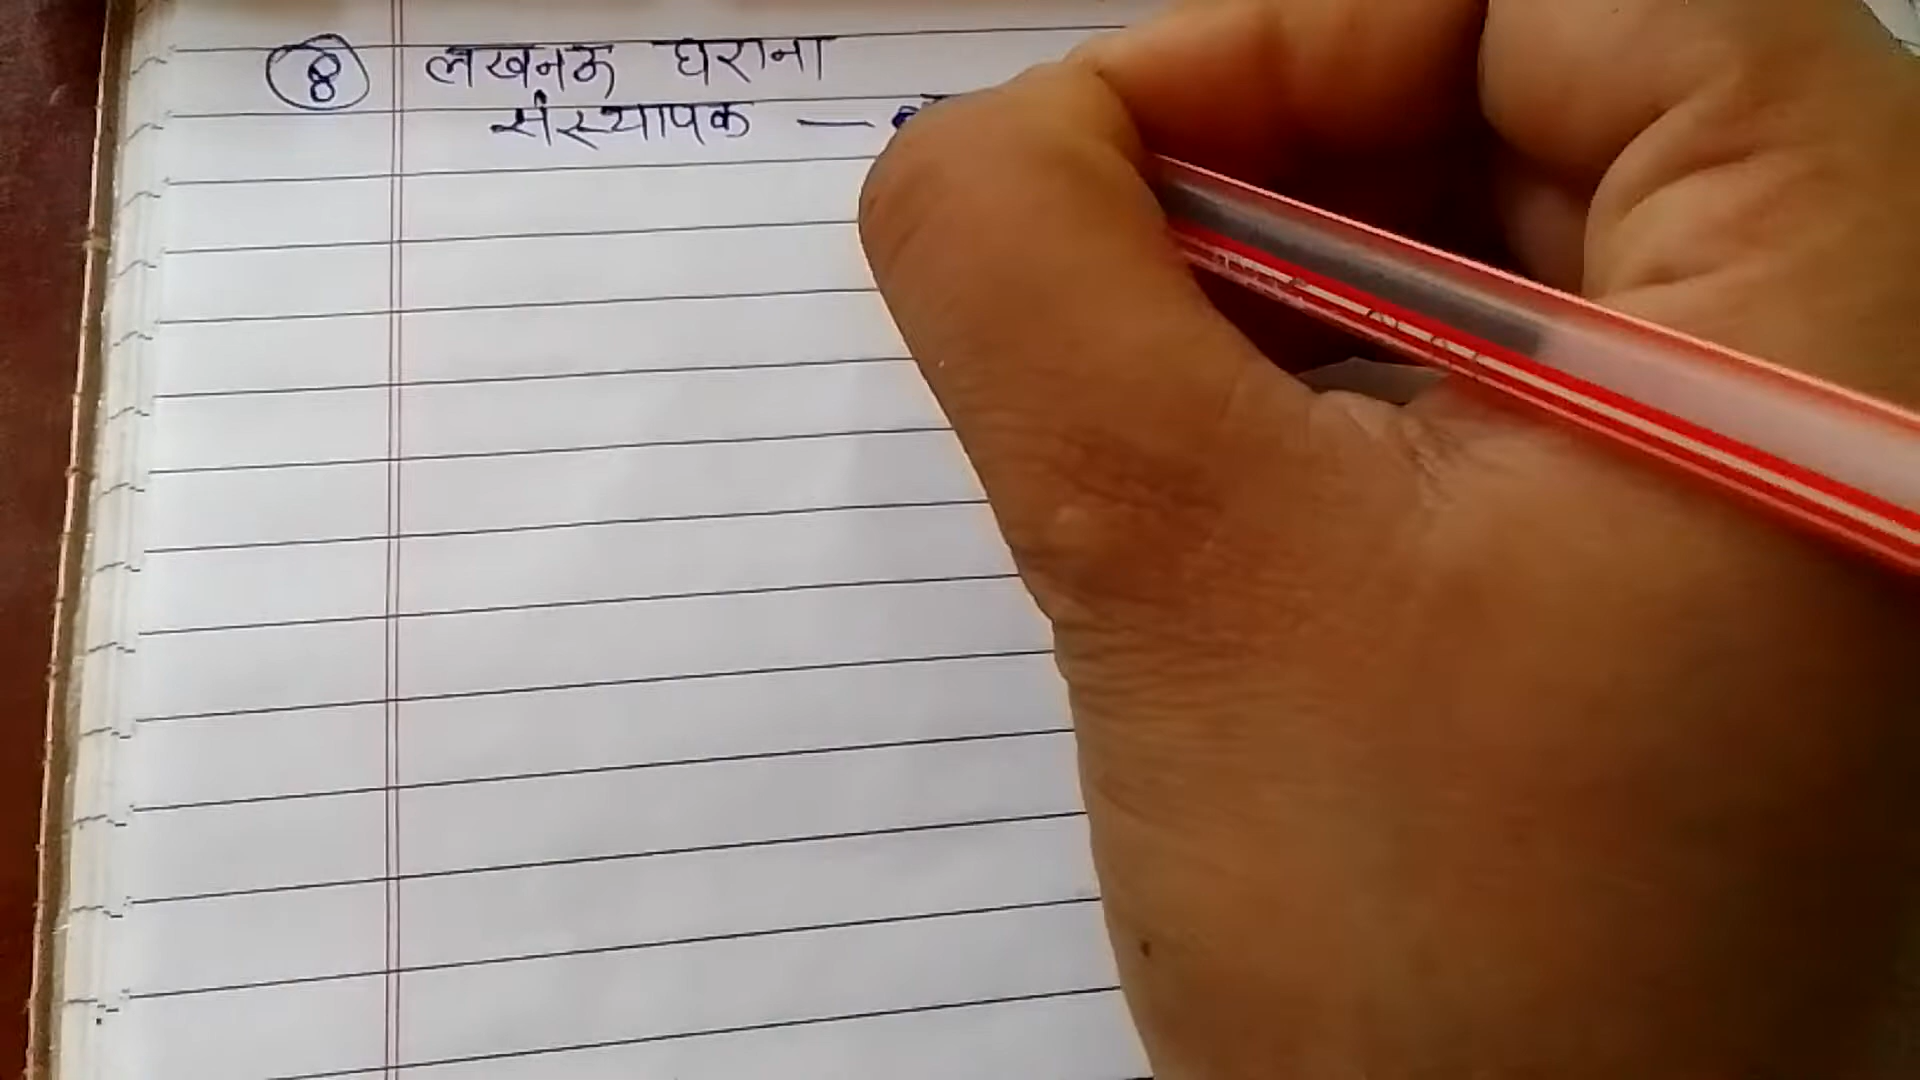 8 लखनऊ घराना
संस्थापक —